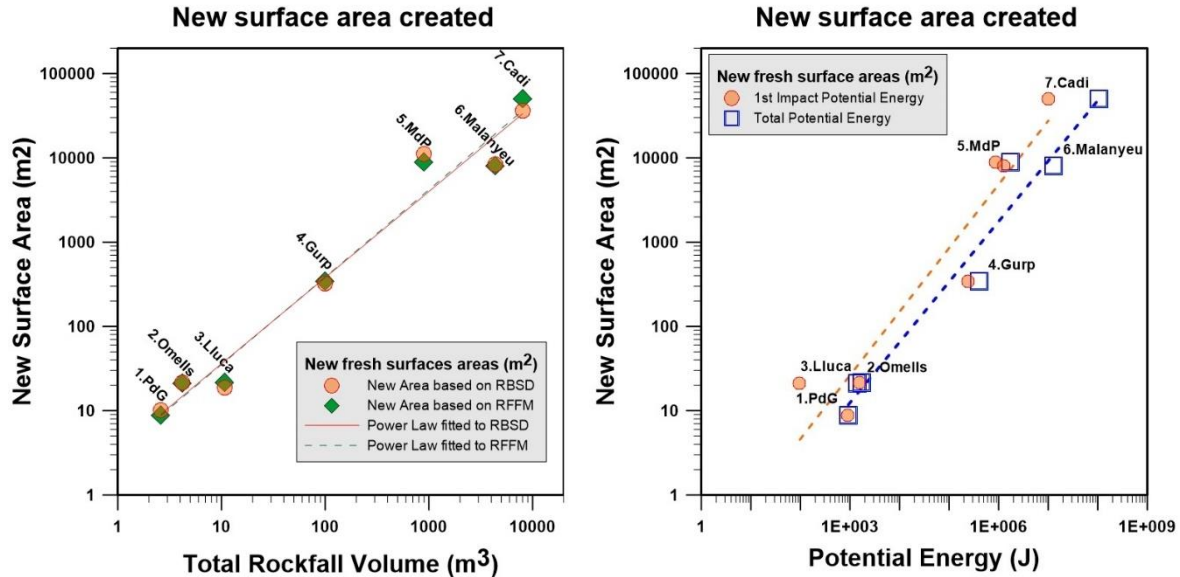 New surface area created
New Surface Area (m2)
100000
10000
1000
100
10
1
1.PdG
2.Omells
3.Lluca
4.Gurp
5.MdP
6.Malanyeu
7.Cadi
New fresh surfaces areas (m²)
New Area based on RBSD
New Area based on RFFM
Power Law fitted to RBSD
Power Law fitted to RFFM
1 10 100 1000 10000
Total Rockfall Volume (m³)
New surface area created
New Surface Area (m2)
100000
10000
1000
100
10
1
New fresh surface areas (m²)
1st Impact Potential Energy
Total Potential Energy
7.Cadi
5.MdP
6.Malanyeu
4.Gurp
3.Lluca
2.Omells
1.PdG
1 1E+003 1E+006 1E+009
Potential Energy (J)